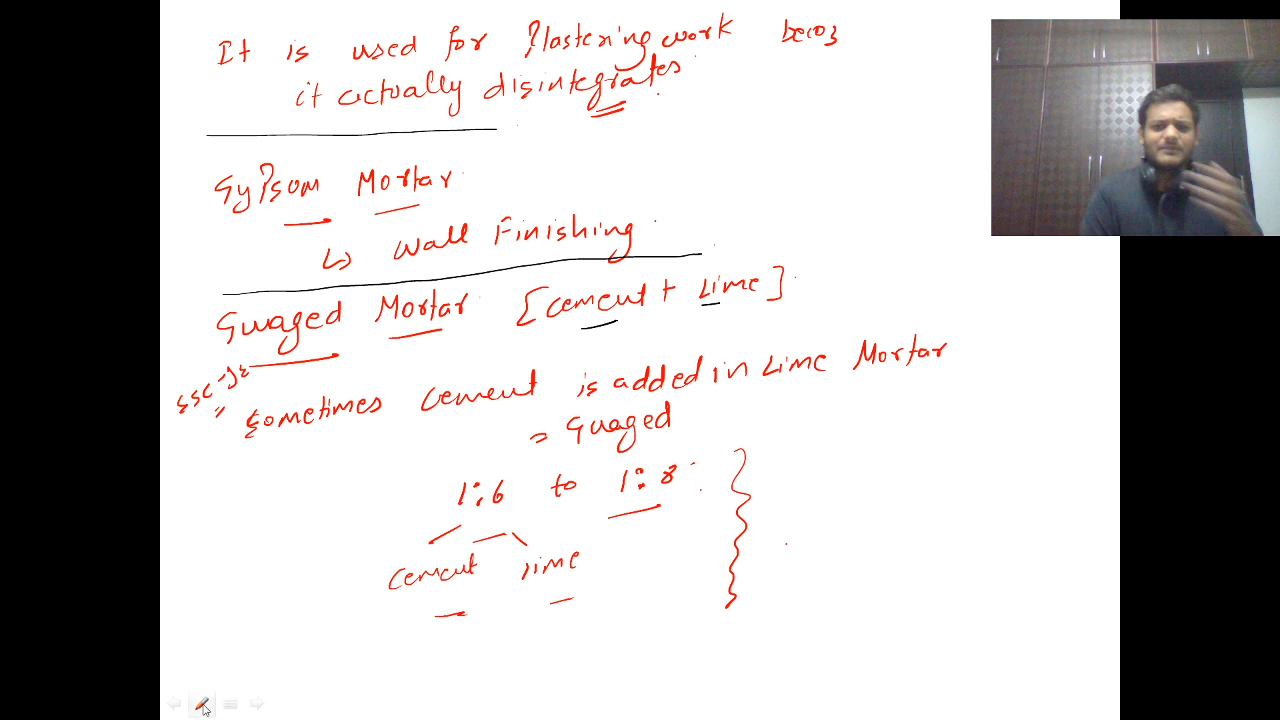 It is used for Plastering work becoz
it actually disintegrates
Gypsom Mortar
↳ Wall Finishing
Guaged Mortar [Cement + Lime]
SSC-JE
Sometimes cement is added in Lime Mortar
= Guaged
1:6 to 1:8
Cement lime